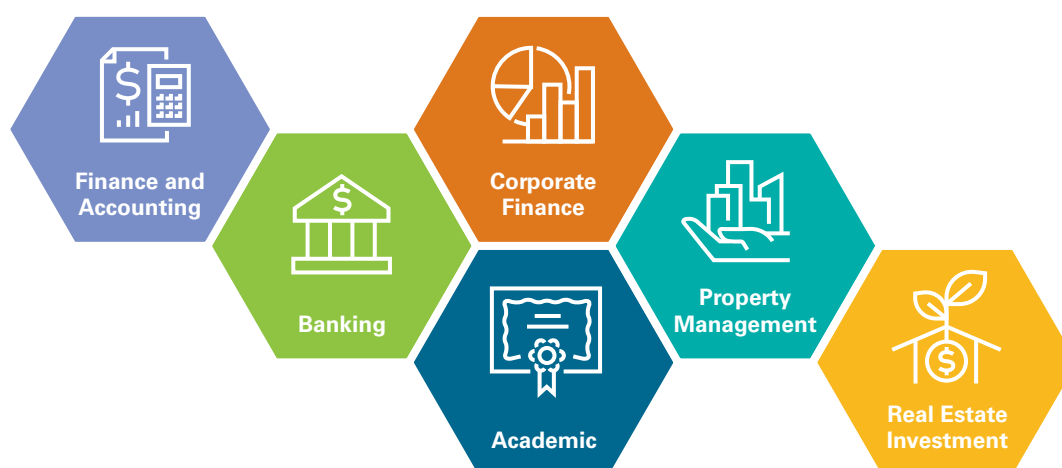 Finance and
Accounting
$
Banking
$
Corporate
Finance
Academic
Property
Management
$
Real Estate
Investment